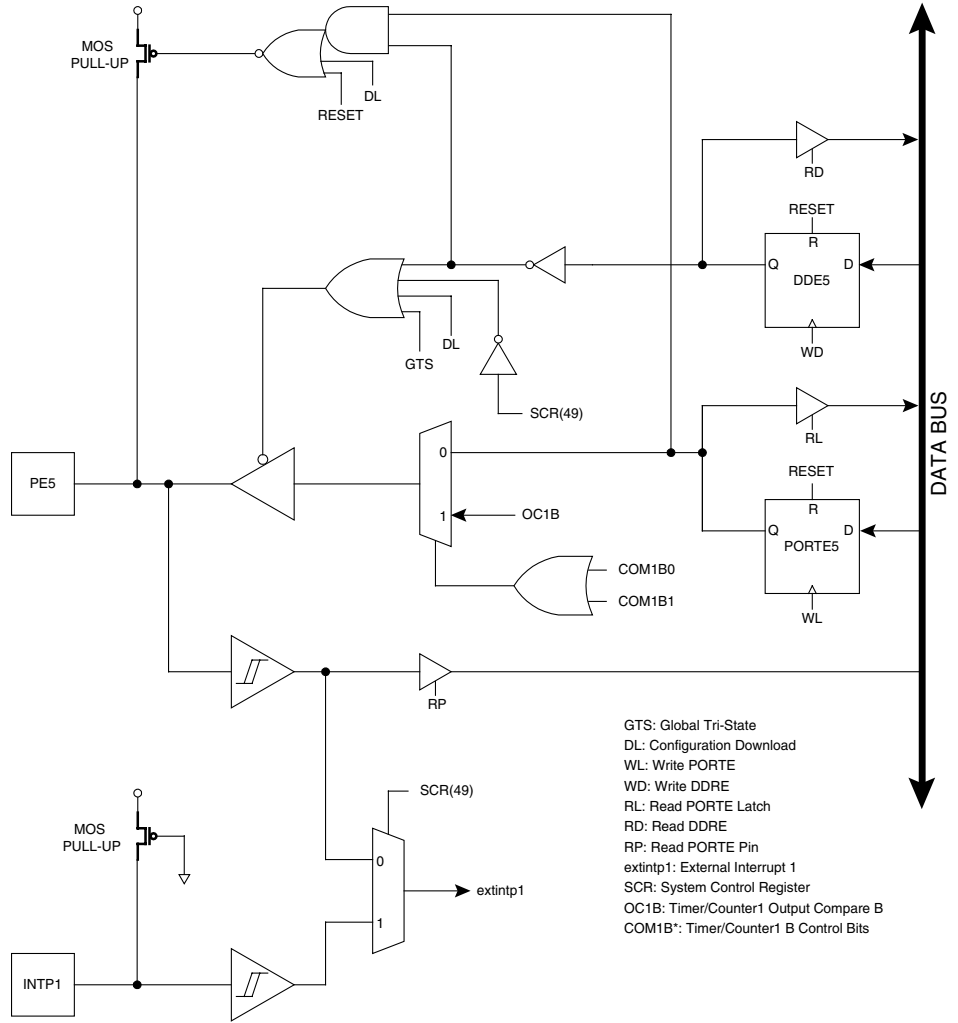 MOS
PULL-UP
DL
RESET
RD
RESET
R
Q
D
DDE5
WD
DL
GTS
SCR(49)
DATA BUS
RL
0
PE5
RESET
R
1
OC1B
Q
D
PORTE5
COM1B0
COM1B1
WL
RP
GTS: Global Tri-State
DL: Configuration Download
WL: Write PORTE
WD: Write DDRE
RL: Read PORTE Latch
RD: Read DDRE
RP: Read PORTE Pin
extintp1: External Interrupt 1
SCR: System Control Register
OC1B: Timer/Counter1 Output Compare B
COM1B*: Timer/Counter1 B Control Bits
SCR(49)
MOS
PULL-UP
0
extintp1
1
INTP1